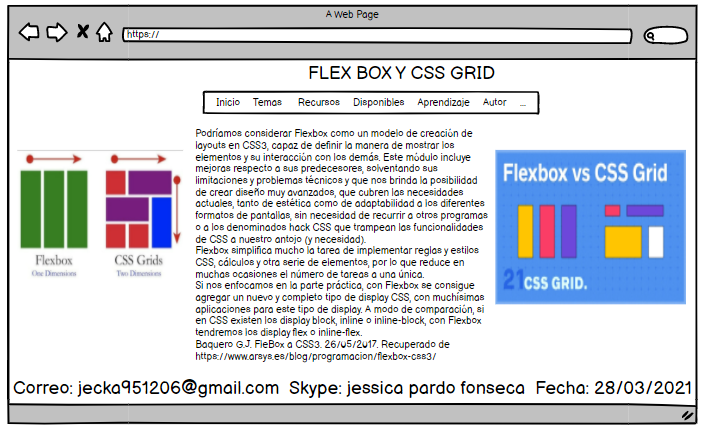 A Web Page
https://
FLEX BOX Y CSS GRID
Inicio Temas Recursos Disponibles Aprendizaje Autor ...
Flexbox
One Dimensions
CSS Grids
Two Dimensions
Podríamos considerar Flexbox como un modelo de creación de
layouts en CSS3, capaz de definir la manera de mostrar los
elementos y su interacción con los demás. Este módulo incluye
mejoras respecto a sus predecesores, solventando sus
limitaciones y problemas técnicos y que nos brinda la posibilidad
de crear diseño muy avanzados, que cubren las necesidades
actuales, tanto de estética como de adaptabilidad a los diferentes
formatos de pantallas, sin necesidad de recurrir a otros programas
o a los denominados hack CSS que trampean las funcionalidades
de CSS a nuestro antojo (y necesidad).
Flexbox simplifica mucho la tarea de implementar reglas y estilos
CSS, cálculos y otra serie de elementos, por lo que reduce en
muchas ocasiones el número de tareas a una única.
Si nos enfocamos en la parte práctica, con Flexbox se consigue
agregar un nuevo y completo tipo de display CSS, con muchísimas
aplicaciones para este tipo de display. A modo de comparación, si
en CSS existen los display block, inline o inline-block, con Flexbox
tendremos los display flex o inline-flex.
Baquero G.J. FleBox a CSS3. 26/05/2017. Recuperado de
https://www.arsys.es/blog/programacion/flexbox-css3/
Flexbox vs CSS Grid
21 CSS GRID.
Correo: jecka951206@gmail.com Skype: jessica pardo fonseca Fecha: 28/03/2021